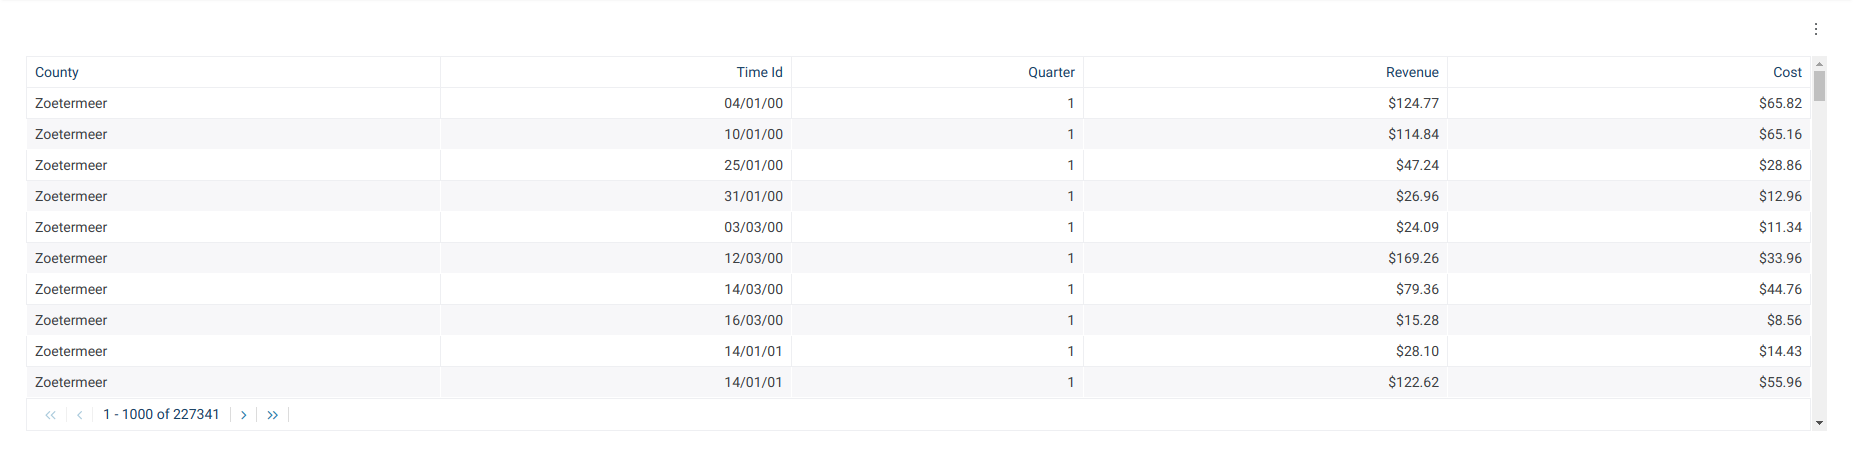 County Time Id Quarter Revenue Cost
Zoetermeer 04/01/00 1 $124.77 $65.82
Zoetermeer 10/01/00 1 $114.84 $65.16
Zoetermeer 25/01/00 1 $47.24 $28.86
Zoetermeer 31/01/00 1 $26.96 $12.96
Zoetermeer 03/03/00 1 $24.09 $11.34
Zoetermeer 12/03/00 1 $169.26 $33.96
Zoetermeer 14/03/00 1 $79.36 $44.76
Zoetermeer 16/03/00 1 $15.28 $8.56
Zoetermeer 14/01/01 1 $28.10 $14.43
Zoetermeer 14/01/01 1 $122.62 $55.96
1 - 1000 of 227341